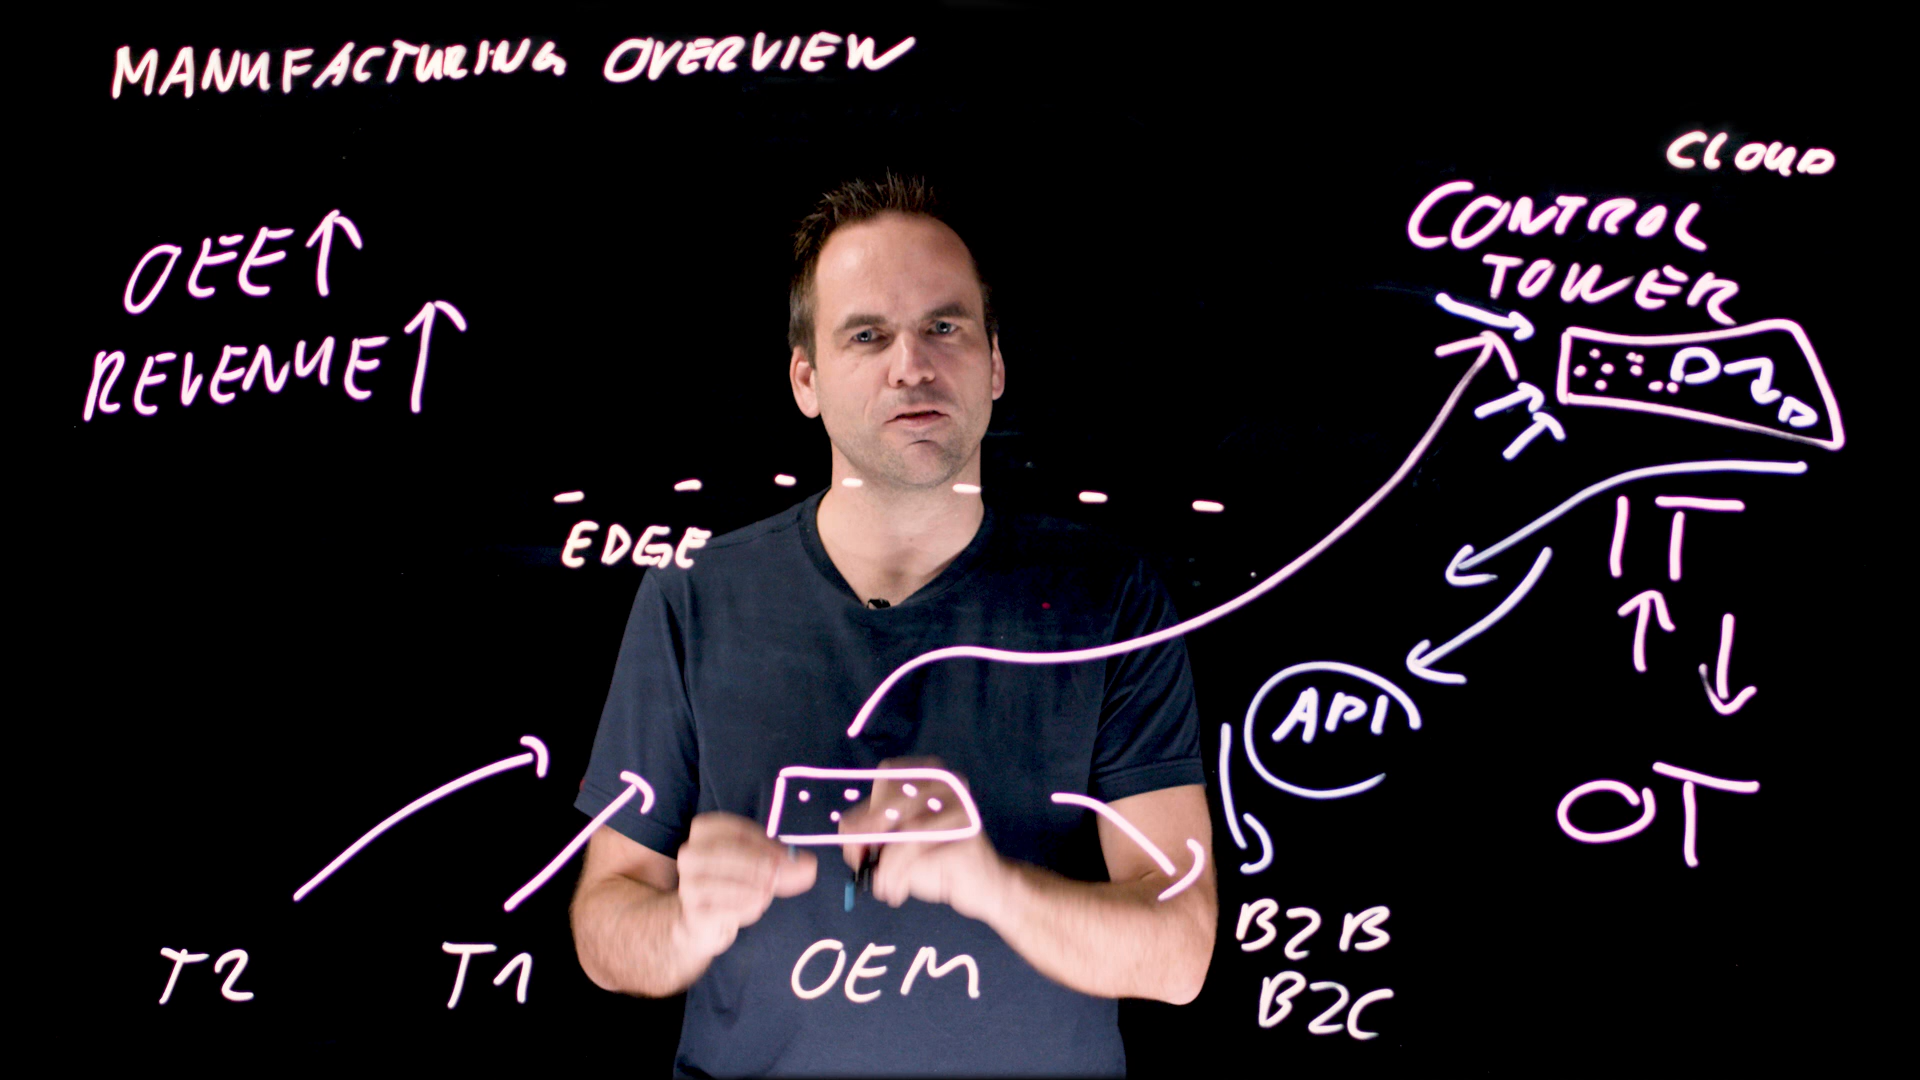 MANUFACTURING OVERVIEW
CLOUD
CONTROL
TOWER
OEE↑
REVENUE↑
EDGE
IT
API
OT
B2B
B2C
T2
T1
OEM